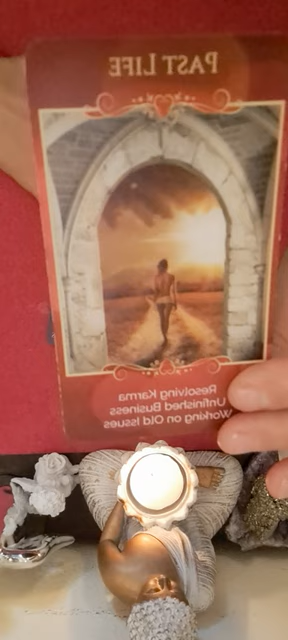 PAST LIFE
Resolving Karma
Unfinished Business
Working on Old Issues